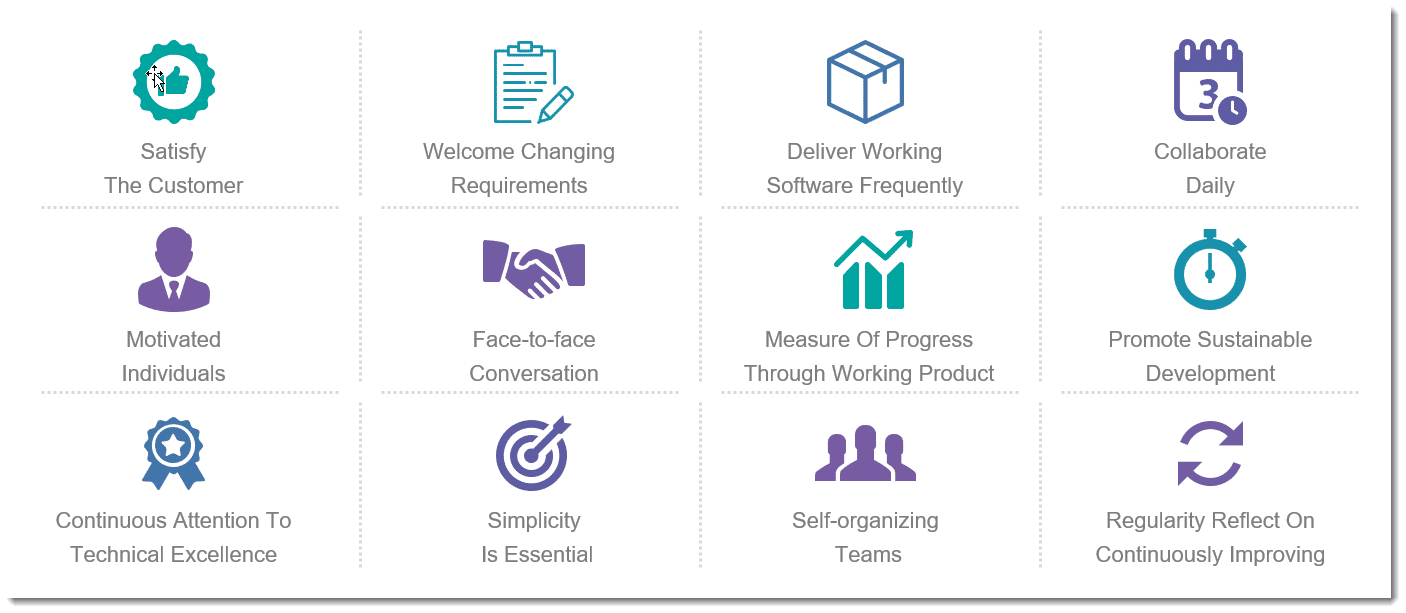 3
Satisfy
The Customer
Welcome Changing
Requirements
Deliver Working
Software Frequently
Collaborate
Daily
Motivated
Individuals
Face-to-face
Conversation
Measure Of Progress
Through Working Product
Promote Sustainable
Development
Continuous Attention To
Technical Excellence
Simplicity
Is Essential
Self-organizing
Teams
Regularity Reflect On
Continuously Improving